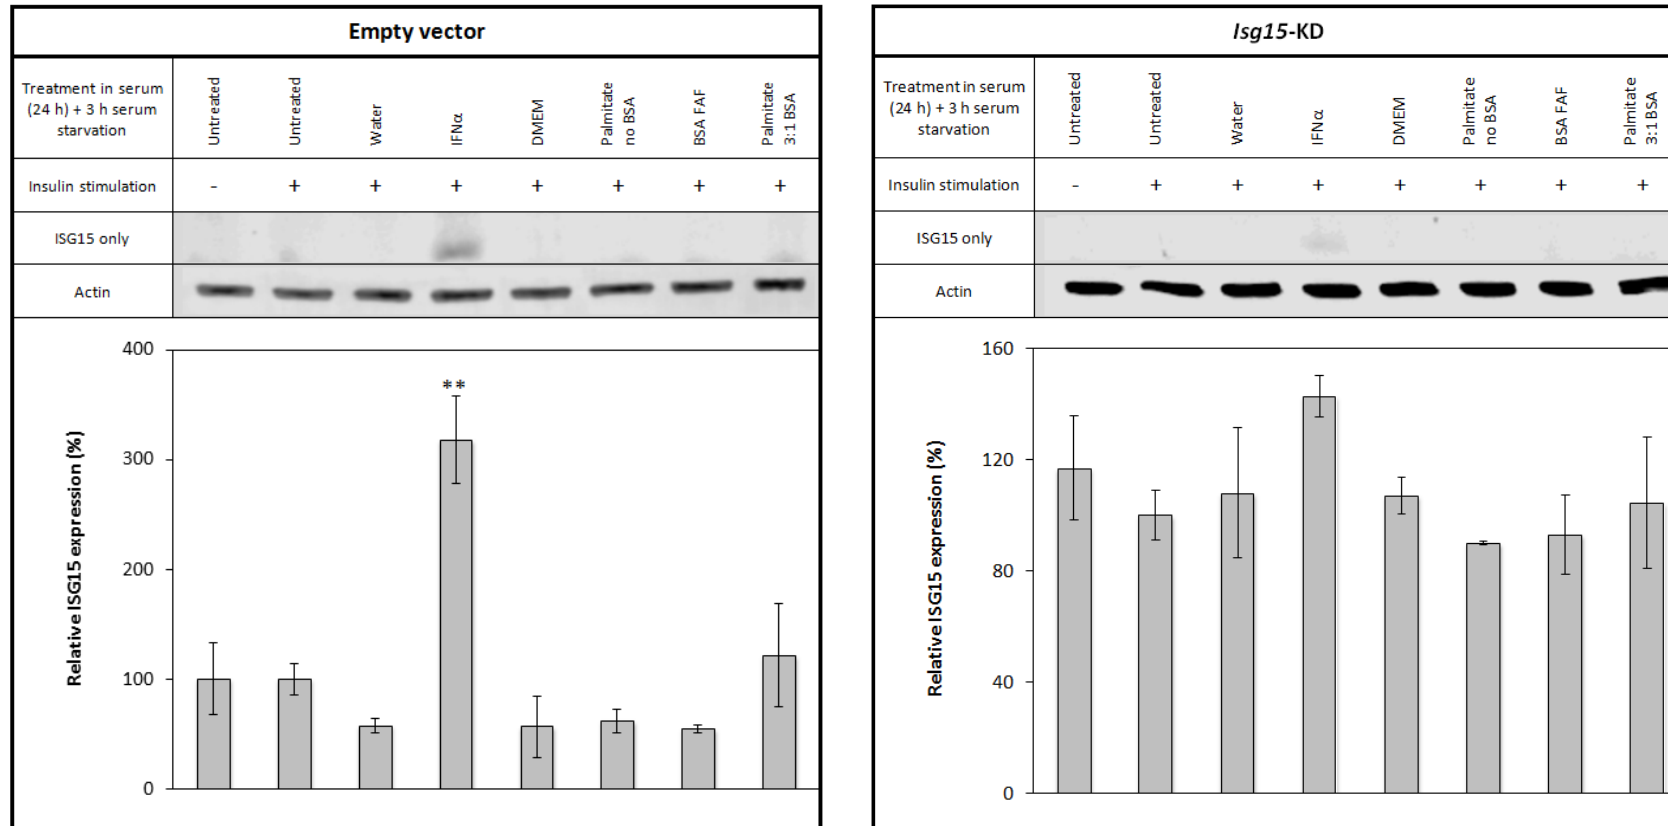 Empty vector
Treatment in serum
(24 h) + 3 h serum
starvation
Untreated
Untreated
Water
IFNα
DMEM
Palmitate
no BSA
BSA FAF
Palmitate
3:1 BSA
Insulin stimulation - + + + + + + +
ISG15 only
Actin
400
300
200
100
0
Relative ISG15 expression (%)
**
Isg15-KD
Treatment in serum
(24 h) + 3 h serum
starvation
Untreated
Untreated
Water
IFNα
DMEM
Palmitate
no BSA
BSA FAF
Palmitate
3:1 BSA
Insulin stimulation - + + + + + + +
ISG15 only
Actin
160
120
80
40
0
Relative ISG15 expression (%)